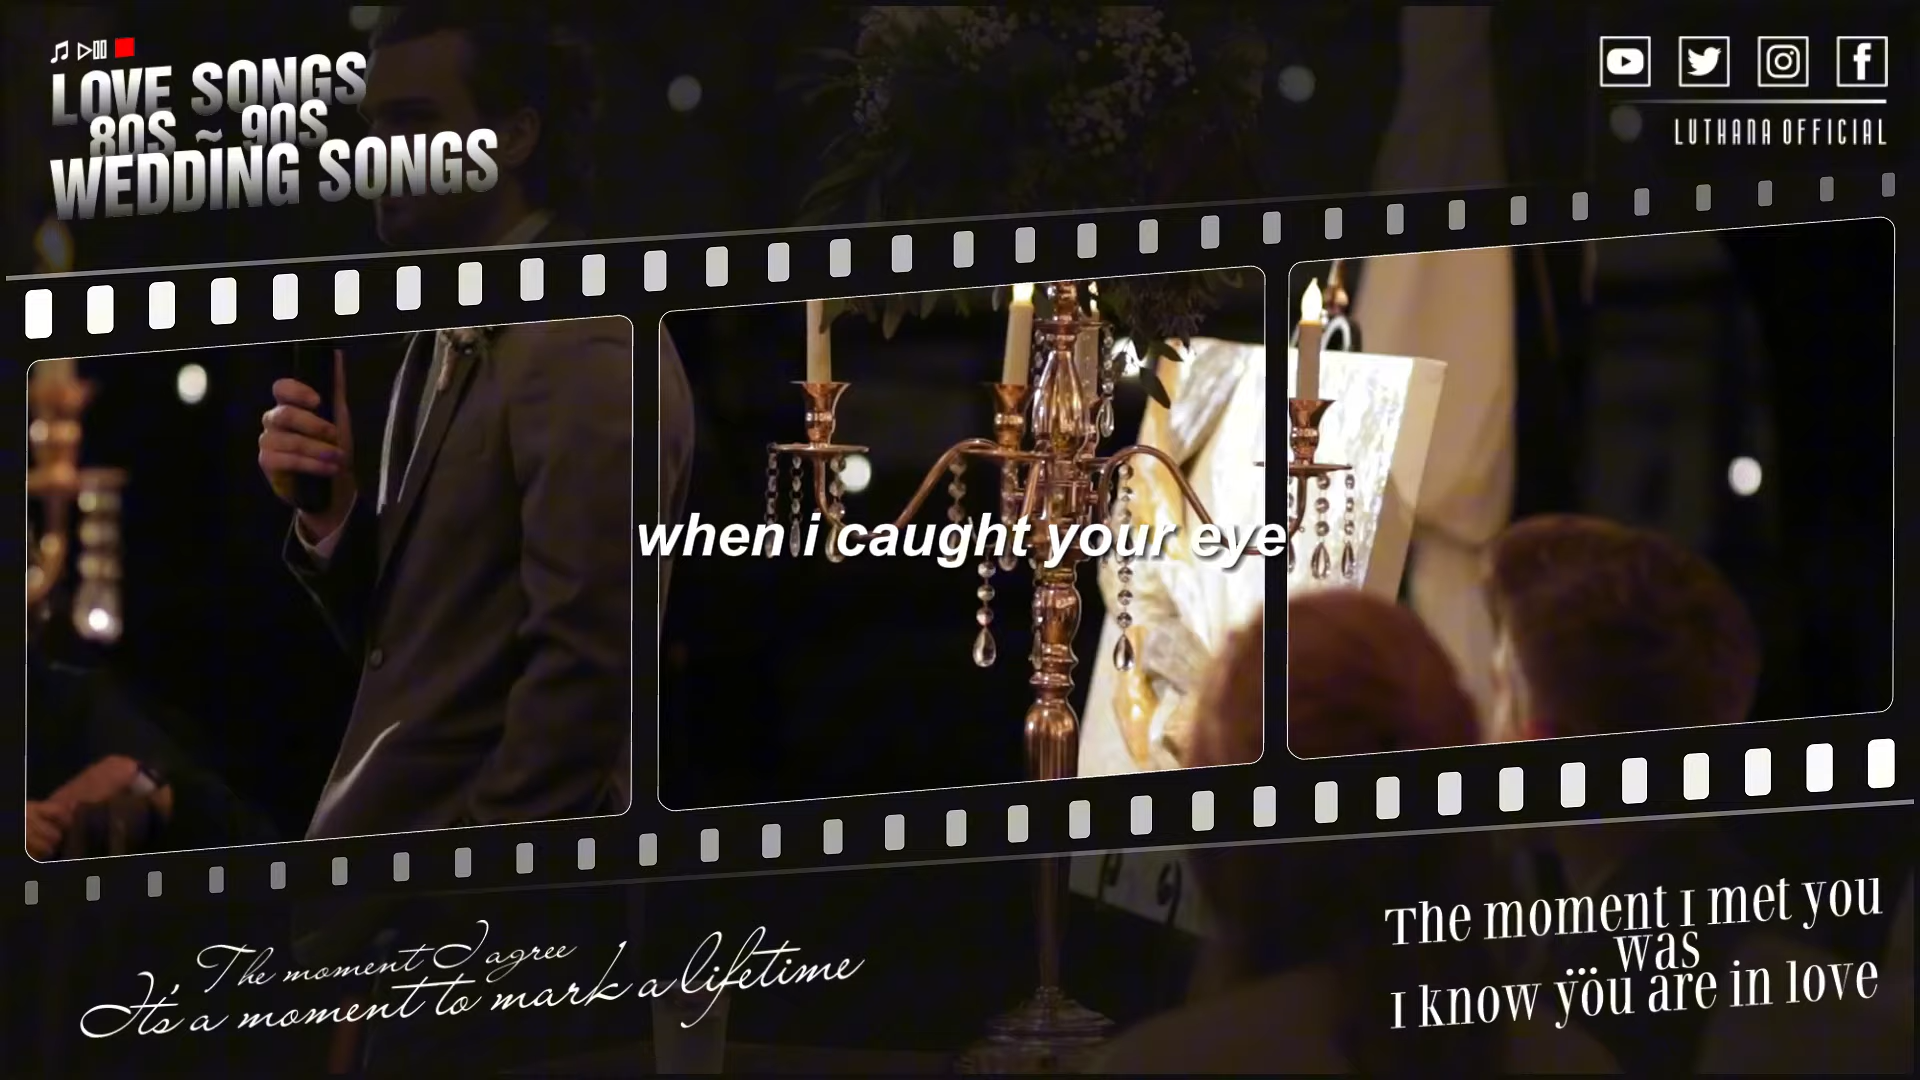 LOVE SONGS
80S ~ 90S
WEDDING SONGS
LUTHANA OFFICIAL
when i caught your eye
The moment I agree
It's a moment to mark a lifetime
The moment I met you
was
I know yöü are in love